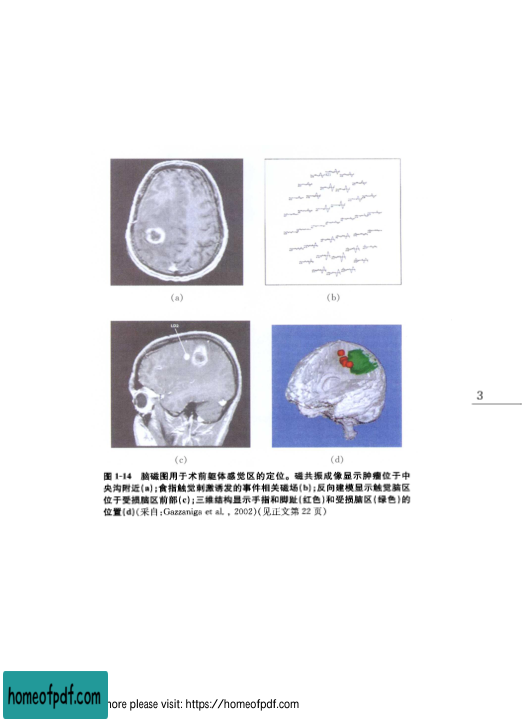 (a)
(b)
(c)
(d)
3
图 1-14 脑磁图用于术前躯体感觉区的定位。磁共振成像显示肿瘤位于中
央沟附近(a);食指触觉刺激诱发的事件相关磁场(b);反向建模显示触觉脑区
位于受损脑区前部(c);三维结构显示手指和脚趾(红色)和受损脑区(绿色)的
位置(d)(采自:Gazzaniga et al., 2002)(见正文第 22 页)
homeofpdf.com
more please visit: https://homeofpdf.com